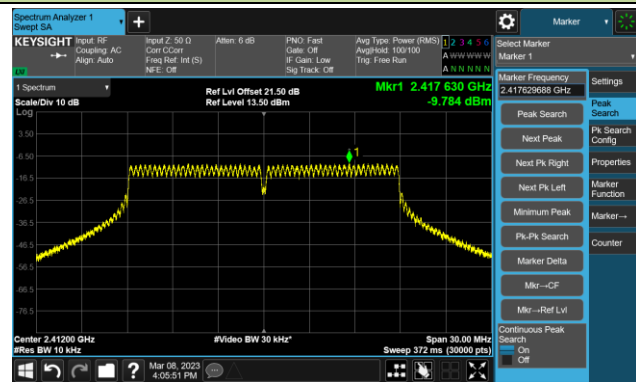 Spectrum Analyzer 1
Swept SA
Marker
KEYSIGHT
Input: RF
Coupling: AC
Align: Auto
Input Z: 50 Ω
Corr CCorr
Freq Ref: Int (S)
NFE: Off
Atten: 6 dB
PNO: Fast
Gate: Off
IF Gain: Low
Sig Track: Off
Avg Type: Power (RMS)
Avg|Hold: 100/100
Trig: Free Run
1 2 3 4 5 6
A W W W W W
A N N N N N
Select Marker
Marker 1
LW
1 Spectrum
Scale/Div 10 dB
Log
Ref Lvl Offset 21.50 dB
Ref Level 13.50 dBm
Mkr1 2.417 630 GHz
-9.784 dBm
3.50
-6.50
-16.5
-26.5
-36.5
-46.5
-56.5
-66.5
-76.5
1
Center 2.41200 GHz
#Res BW 10 kHz
#Video BW 30 kHz*
Span 30.00 MHz
Sweep 372 ms (30000 pts)
Marker Frequency
2.417629688 GHz
Peak Search
Next Peak
Next Pk Right
Next Pk Left
Minimum Peak
Pk-Pk Search
Marker Delta
Mkr→CF
Mkr→Ref Lvl
Continuous Peak
Search
On
Off
Settings
Peak
Search
Pk Search
Config
Properties
Marker
Function
Marker→
Counter
?
Mar 08, 2023
4:05:51 PM